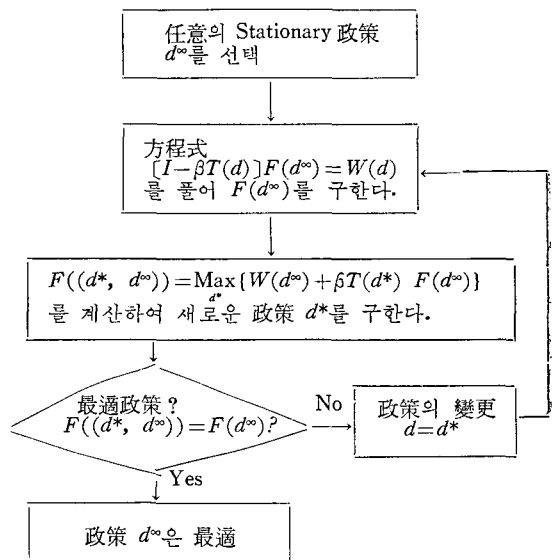 任意의 Stationary 政策
d∞를 선택
方程式
[I−βT(d)]F(d∞)=W(d)
를 풀어 F(d∞)를 구한다.
F((d*, d∞))=Max{W(d∞)+βT(d*) F(d∞)}
d*
를 계산하여 새로운 政策 d*를 구한다.
最適政策?
F((d*, d∞))=F(d∞)?
No
政策의 變更
d=d*
Yes
政策 d∞은 最適